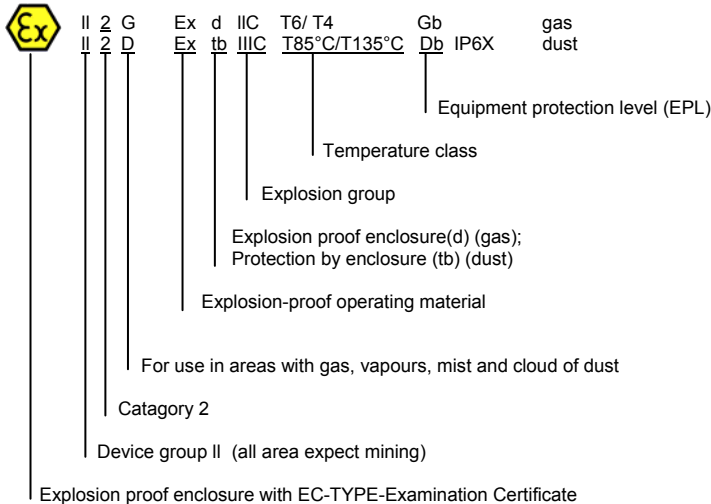 Ex II 2 G Ex d IIC T6/ T4 Gb gas
II 2 D Ex tb IIIC T85°C/T135°C Db IP6X dust
Equipment protection level (EPL)
Temperature class
Explosion group
Explosion proof enclosure(d) (gas);
Protection by enclosure (tb) (dust)
Explosion-proof operating material
For use in areas with gas, vapours, mist and cloud of dust
Catagory 2
Device group ll (all area expect mining)
Explosion proof enclosure with EC-TYPE-Examination Certificate